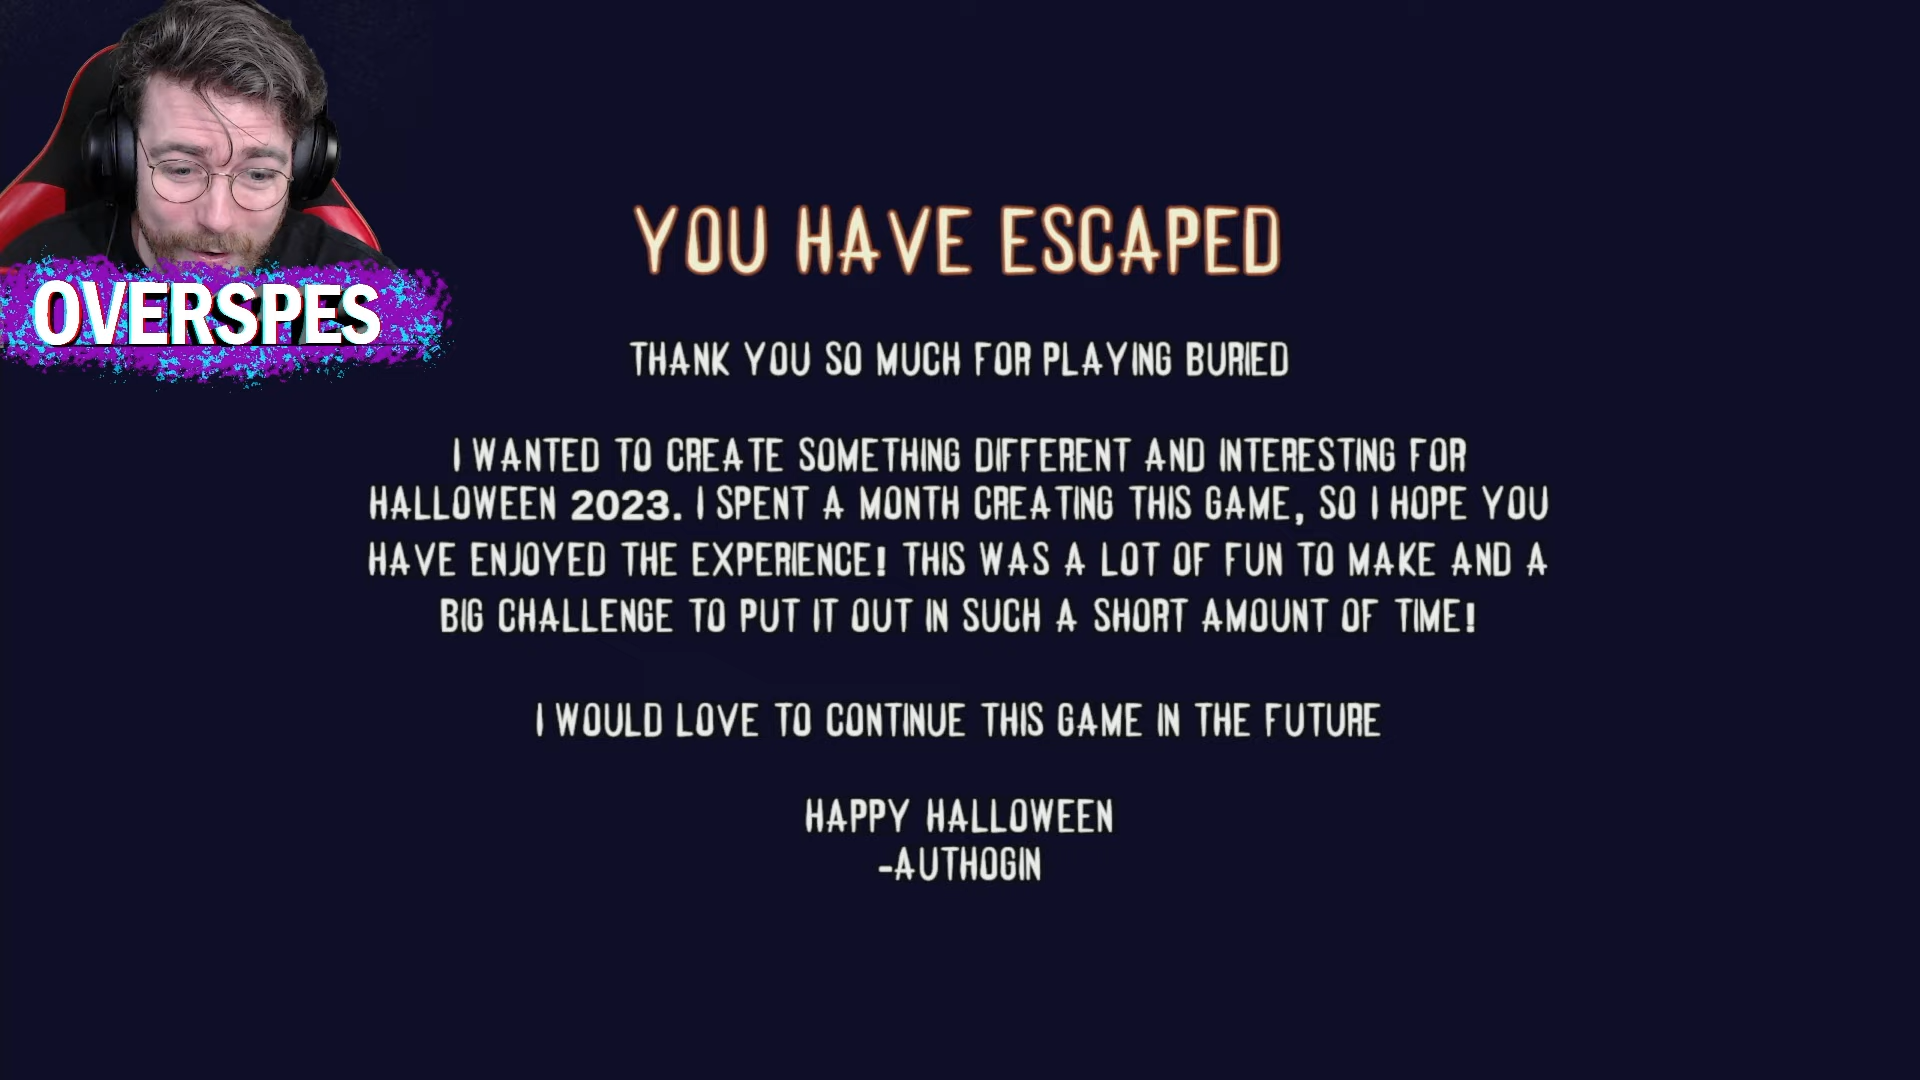 OVERSPES
YOU HAVE ESCAPED
THANK YOU SO MUCH FOR PLAYING BURIED
I WANTED TO CREATE SOMETHING DIFFERENT AND INTERESTING FOR
HALLOWEEN 2023. I SPENT A MONTH CREATING THIS GAME, SO I HOPE YOU
HAVE ENJOYED THE EXPERIENCE! THIS WAS A LOT OF FUN TO MAKE AND A
BIG CHALLENGE TO PUT IT OUT IN SUCH A SHORT AMOUNT OF TIME!
I WOULD LOVE TO CONTINUE THIS GAME IN THE FUTURE
HAPPY HALLOWEEN
-AUTHOGIN